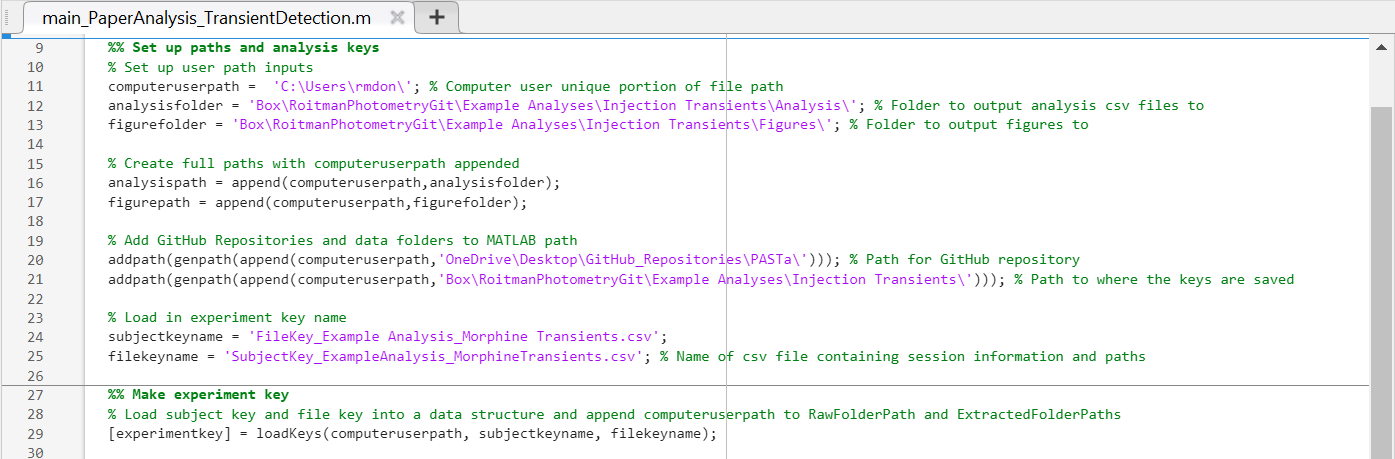 main_PaperAnalysis_TransientDetection.m
9 %% Set up paths and analysis keys
10 % Set up user path inputs
11 computeruserpath =  'C:\Users\rmdon\'; % Computer user unique portion of file path
12 analysisfolder = 'Box\RoitmanPhotometryGit\Example Analyses\Injection Transients\Analysis\'; % Folder to output analysis csv files to
13 figurefolder = 'Box\RoitmanPhotometryGit\Example Analyses\Injection Transients\Figures\'; % Folder to output figures to
14
15 % Create full paths with computeruserpath appended
16 analysispath = append(computeruserpath,analysisfolder);
17 figurepath = append(computeruserpath,figurefolder);
18
19 % Add GitHub Repositories and data folders to MATLAB path
20 addpath(genpath(append(computeruserpath,'OneDrive\Desktop\GitHub_Repositories\PASTa\'))); % Path for GitHub repository
21 addpath(genpath(append(computeruserpath,'Box\RoitmanPhotometryGit\Example Analyses\Injection Transients\'))); % Path to where the keys are saved
22
23 % Load in experiment key name
24 subjectkeyname = 'FileKey_Example Analysis_Morphine Transients.csv';
25 filekeyname = 'SubjectKey_ExampleAnalysis_MorphineTransients.csv'; % Name of csv file containing session information and paths
26
27 %% Make experiment key
28 % Load subject key and file key into a data structure and append computeruserpath to RawFolderPath and ExtractedFolderPaths
29 [experimentkey] = loadKeys(computeruserpath, subjectkeyname, filekeyname);
30